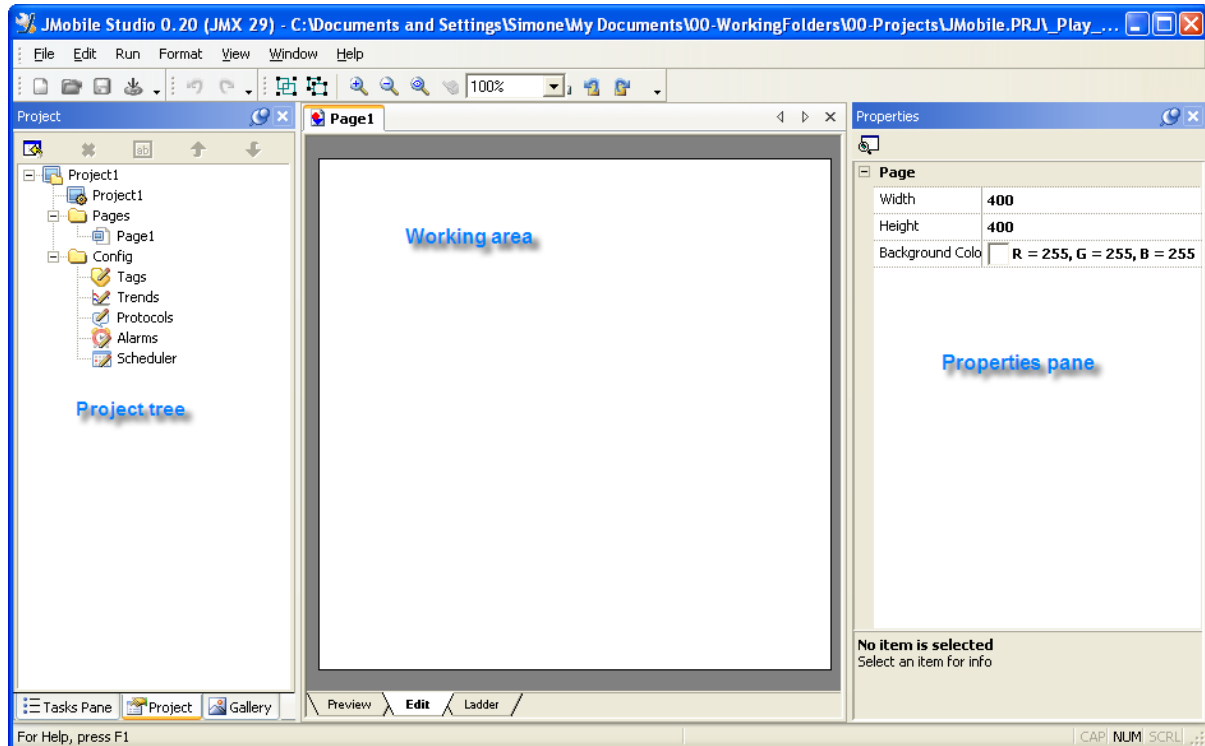 JMobile Studio 0.20 (JMX 29) - C:\Documents and Settings\Simone\My Documents\00-WorkingFolders\00-Projects\JMobile.PRJ\_Play_...
File Edit Run Format View Window Help
100%
Project
Page1
Properties
ab
Project1
Project1
Pages
Page1
Config
Tags
Trends
Protocols
Alarms
Scheduler
Project tree
Working area
Page
Width 400
Height 400
Background Colo R = 255, G = 255, B = 255
Properties pane
No item is selected
Select an item for info
Tasks Pane Project Gallery
Preview Edit Ladder
For Help, press F1
CAP NUM SCRL